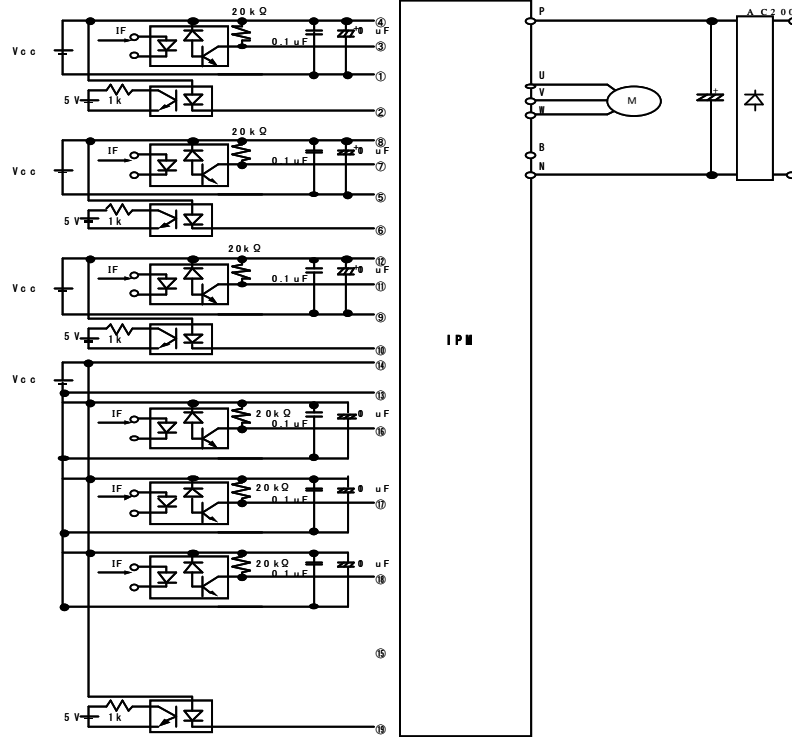 20kΩ
④
IF
0.1uF
uF
③
Vcc
①
5V
1k
②
20kΩ
⑧
IF
0.1uF
uF
⑦
Vcc
⑤
5V
1k
⑥
20kΩ
⑫
IF
0.1uF
uF
⑪
Vcc
⑨
5V
1k
⑩
⑭
Vcc
⑬
IF
20kΩ
0.1uF
uF
⑯
IF
20kΩ
0.1uF
uF
⑰
IF
20kΩ
0.1uF
uF
⑱
⑮
5V
1k
⑲
IPM
P
U
V
W
B
N
M
+
AC200